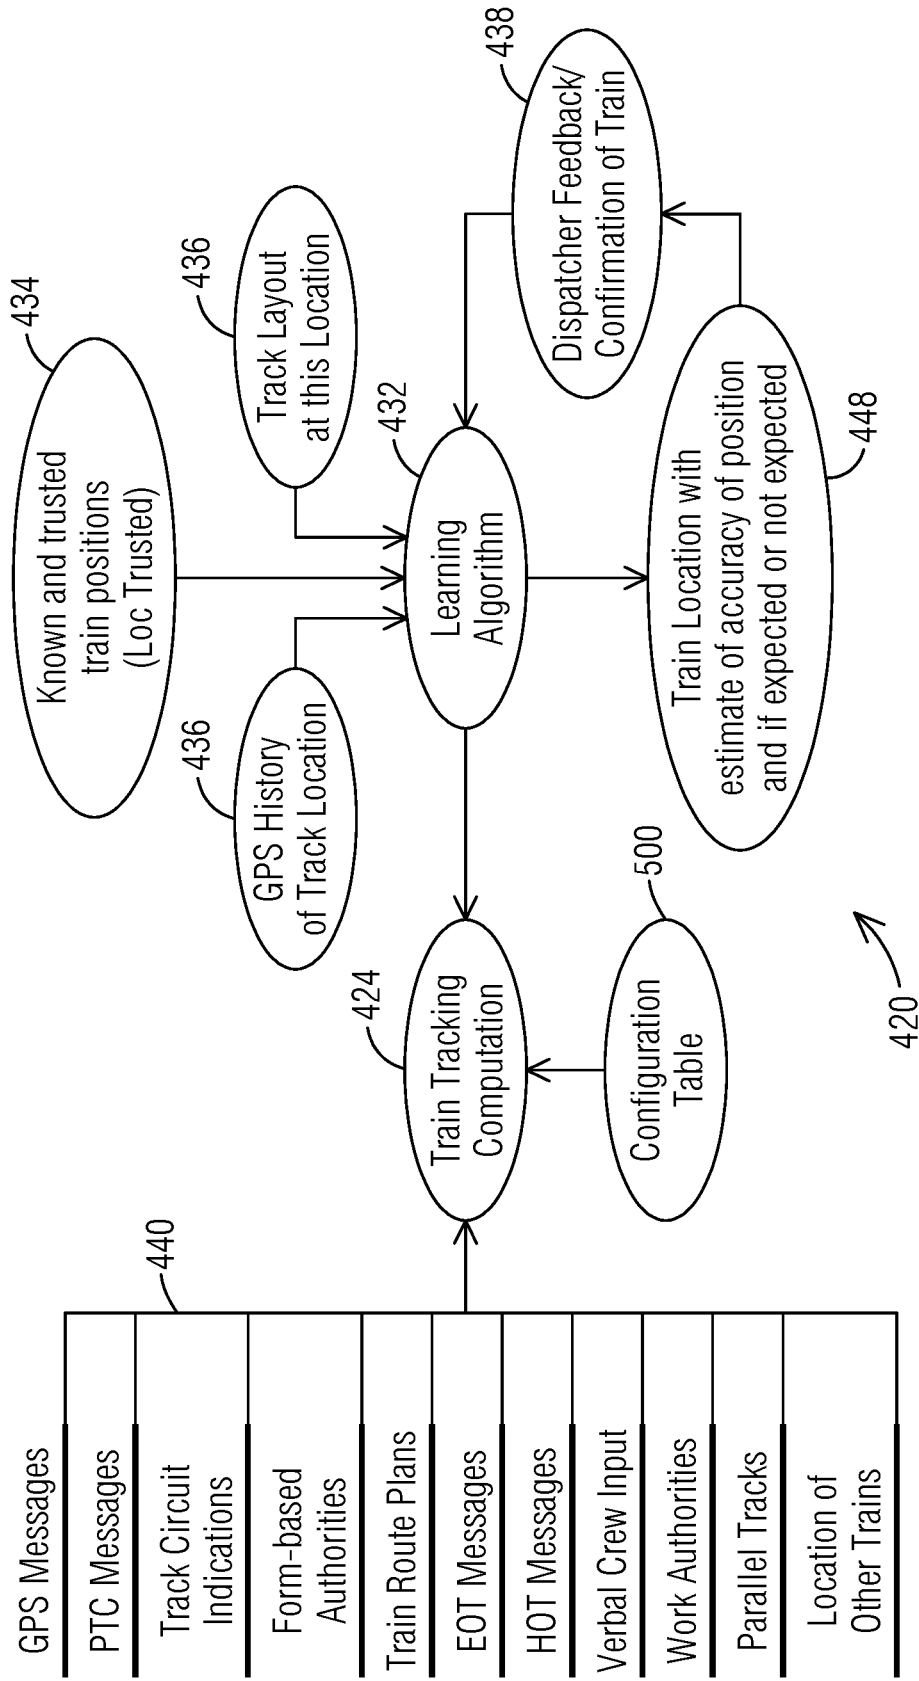 GPS Messages
PTC Messages
Track Circuit
Indications
Form-based
Authorities
Train Route Plans
EOT Messages
HOT Messages
Verbal Crew Input
Work Authorities
Parallel Tracks
Location of
Other Trains
440
424
Train Tracking
Computation
500
Configuration
Table
436
GPS History
of Track Location
434
Known and trusted
train positions
(Loc Trusted)
436
Track Layout
at this Location
432
Learning
Algorithm
438
Dispatcher Feedback/
Confirmation of Train
Train Location with
estimate of accuracy of position
and if expected or not expected
448
420